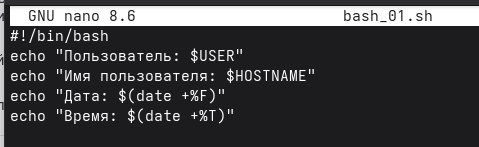 GNU nano 8.6 bash_01.sh
#!/bin/bash
echo "Пользователь: $USER"
echo "Имя пользователя: $HOSTNAME"
echo "Дата: $(date +%F)"
echo "Время: $(date +%T)"